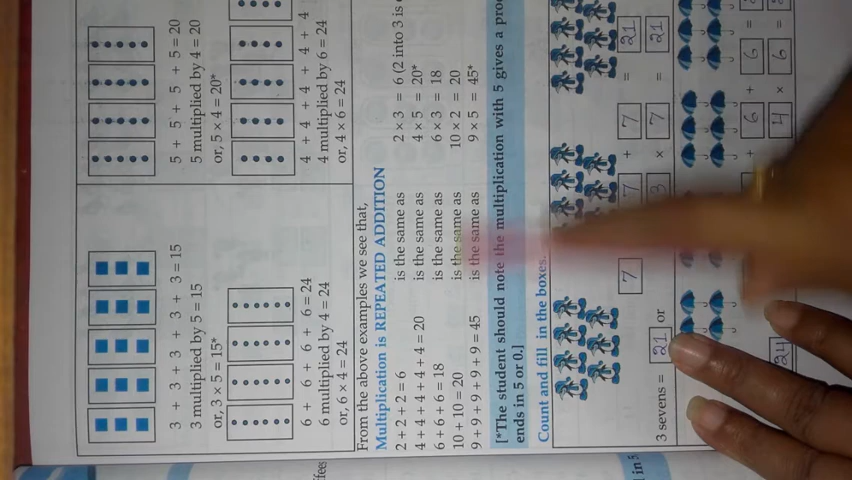 3 + 3 + 3 + 3 + 3 = 15
3 multiplied by 5 = 15
or, 3 × 5 = 15*
5 + 5 + 5 + 5 = 20
5 multiplied by 4 = 20
or, 5 × 4 = 20*
6 + 6 + 6 + 6 = 24
6 multiplied by 4 = 24
or, 6 × 4 = 24
4 + 4 + 4 + 4 + 4 + 4
4 multiplied by 6 = 24
or, 4 × 6 = 24
From the above examples we see that,
Multiplication is REPEATED ADDITION
2 + 2 + 2 = 6 is the same as 2 × 3 = 6 (2 into 3 is
4 + 4 + 4 + 4 + 4 = 20 is the same as 4 × 5 = 20*
6 + 6 + 6 = 18 is the same as 6 × 3 = 18
10 + 10 = 20 is the same as 10 × 2 = 20
9 + 9 + 9 + 9 + 9 = 45 is the same as 9 × 5 = 45*
[*The student should note the multiplication with 5 gives a
ends in 5 or 0.]
Count and fill in the boxes.
7 7 + 7 = 21
3 sevens = 21 or 3 × 7 = 21
+ 6 + 6 =
24 4 × 6 =
in 5